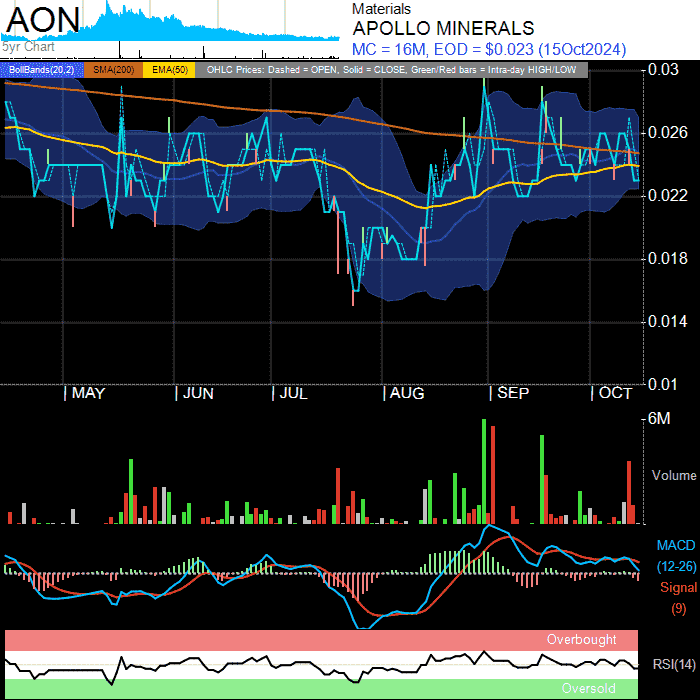 AON
5yr Chart
Materials
APOLLO MINERALS
MC = 16M, EOD = $0.023 (15Oct2024)
BollBands(20,2) SMA(200) EMA(50) OHLC Prices: Dashed = OPEN, Solid = CLOSE, Green/Red bars = Intra-day HIGH/LOW
0.03
0.026
0.022
0.018
0.014
0.01
| MAY | JUN | JUL | AUG | SEP | OCT
6M
Volume
MACD
(12-26)
Signal
(9)
Overbought
RSI(14)
Oversold